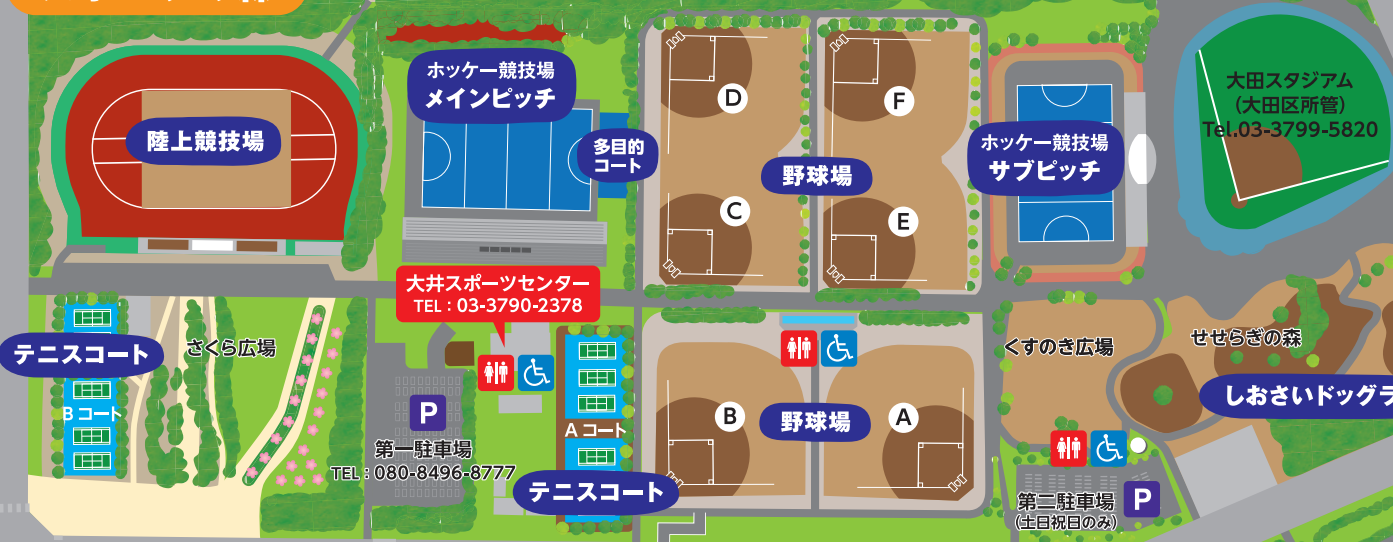 ホッケー競技場
メインピッチ
陸上競技場
多目的
コート
D
F
C
E
野球場
ホッケー競技場
サブピッチ
大田スタジアム
(大田区所管)
Tel.03-3799-5820
大井スポーツセンター
TEL : 03-3790-2378
テニスコート
さくら広場
Bコート
P
第一駐車場
TEL : 080-8496-8777
Aコート
テニスコート
B
野球場
A
くすのき広場
せせらぎの森
しおさいドッグラ
第二駐車場
(土日祝日のみ)
P